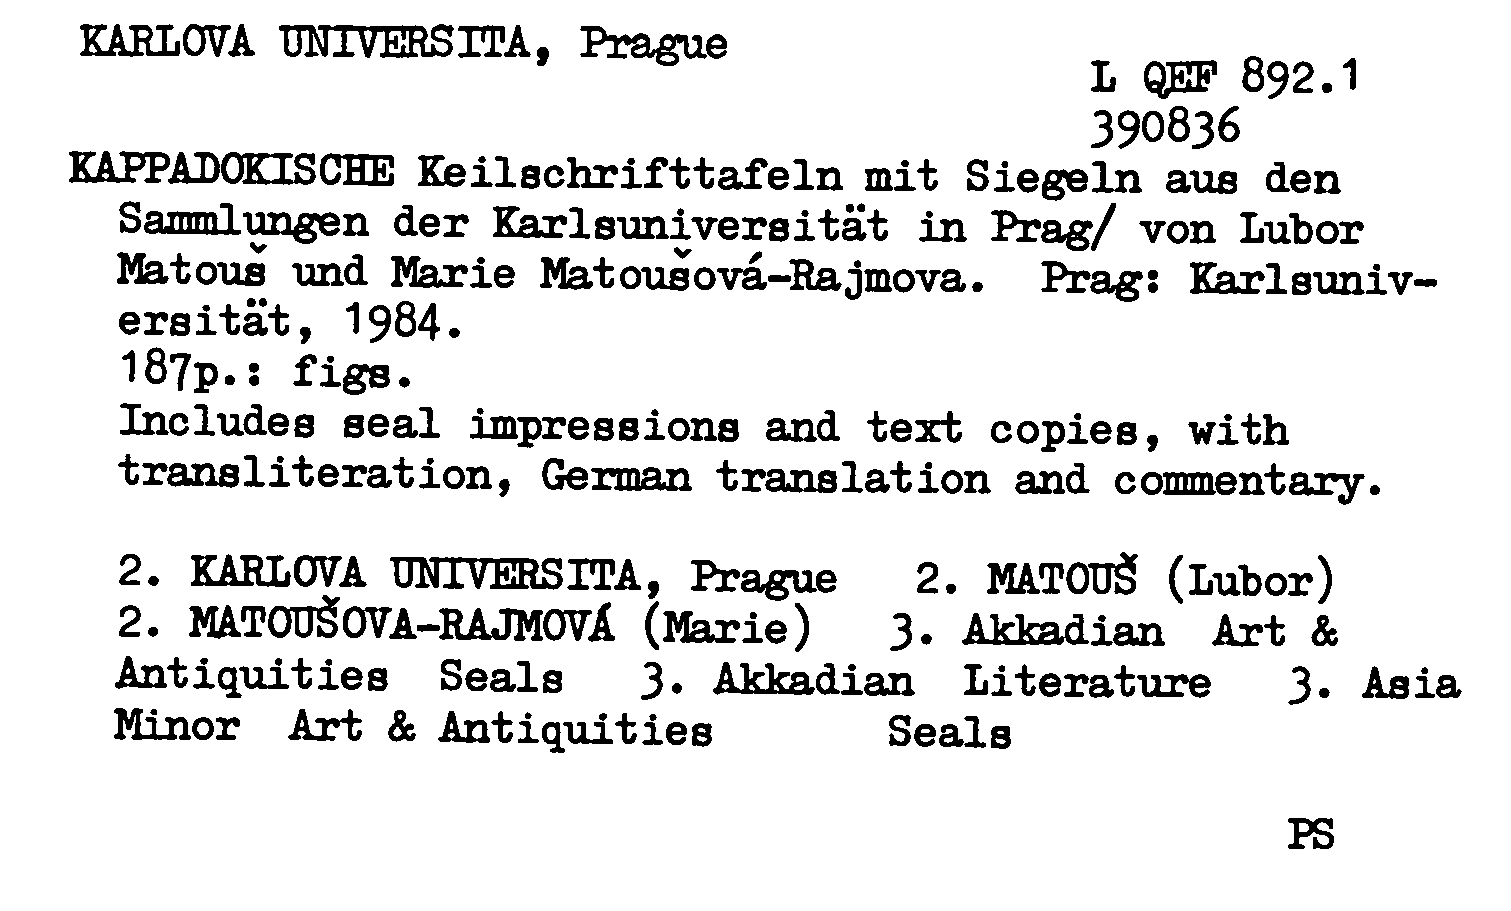 KARLOVA UNIVERSITA, Prague
L QEF 892.1
390836
KAPPADOKISCHE Keilschrifttafeln mit Siegeln aus den
Sammlungen der Karlsuniversität in Prag/ von Lubor
Matouš und Marie Matoušová-Rajmova. Prag: Karlsuniv-
ersität, 1984.
187p.: figs.
Includes seal impressions and text copies, with
transliteration, German translation and commentary.
2. KARLOVA UNIVERSITA, Prague 2. MATOUŠ (Lubor)
2. MATOUŠOVA-RAJMOVÁ (Marie) 3. Akkadian Art &
Antiquities Seals 3. Akkadian Literature 3. Asia
Minor Art & Antiquities Seals
PS